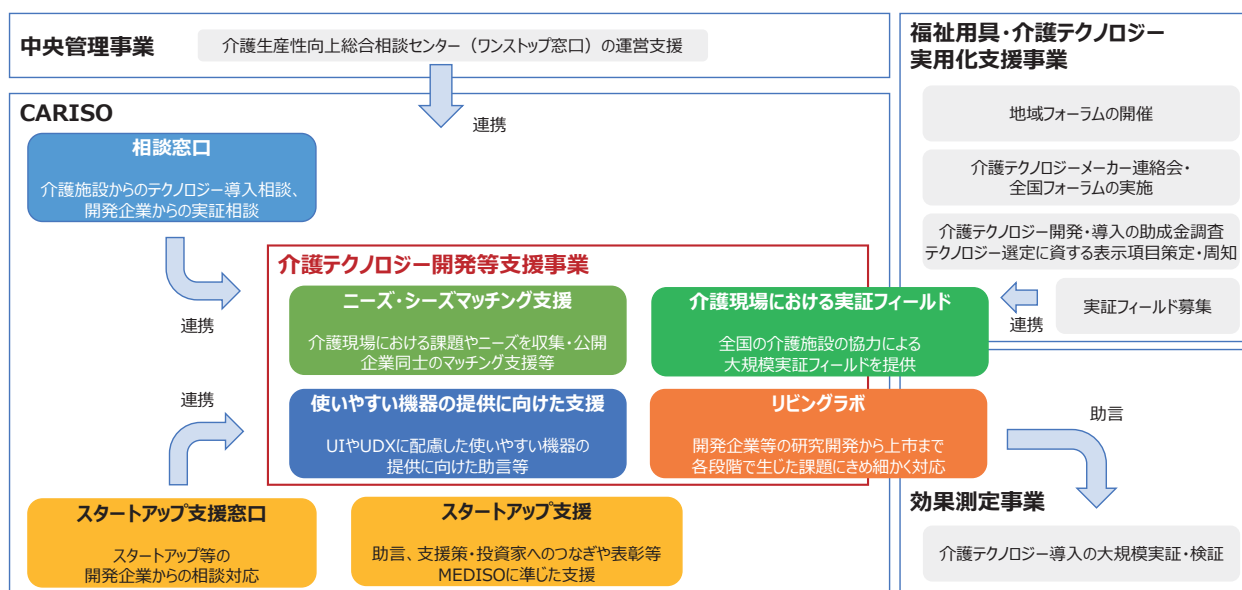 中央管理事業
介護生産性向上総合相談センター（ワンストップ窓口）の運営支援
連携
CARISO
相談窓口
介護施設からのテクノロジー導入相談、
開発企業からの実証相談
連携
介護テクノロジー開発等支援事業
ニーズ・シーズマッチング支援
介護現場における課題やニーズを収集・公開
企業同士のマッチング支援等
介護現場における実証フィールド
全国の介護施設の協力による
大規模実証フィールドを提供
連携
使いやすい機器の提供に向けた支援
UIやUDXに配慮した使いやすい機器の
提供に向けた助言等
リビングラボ
開発企業等の研究開発から上市まで
各段階で生じた課題にきめ細かく対応
スタートアップ支援窓口
スタートアップ等の
開発企業からの相談対応
スタートアップ支援
助言、支援策・投資家へのつなぎや表彰等
MEDISOに準じた支援
福祉用具・介護テクノロジー
実用化支援事業
地域フォーラムの開催
介護テクノロジーメーカー連絡会・
全国フォーラムの実施
介護テクノロジー開発・導入の助成金調査
テクノロジー選定に資する表示項目策定・周知
実証フィールド募集
連携
助言
効果測定事業
介護テクノロジー導入の大規模実証・検証